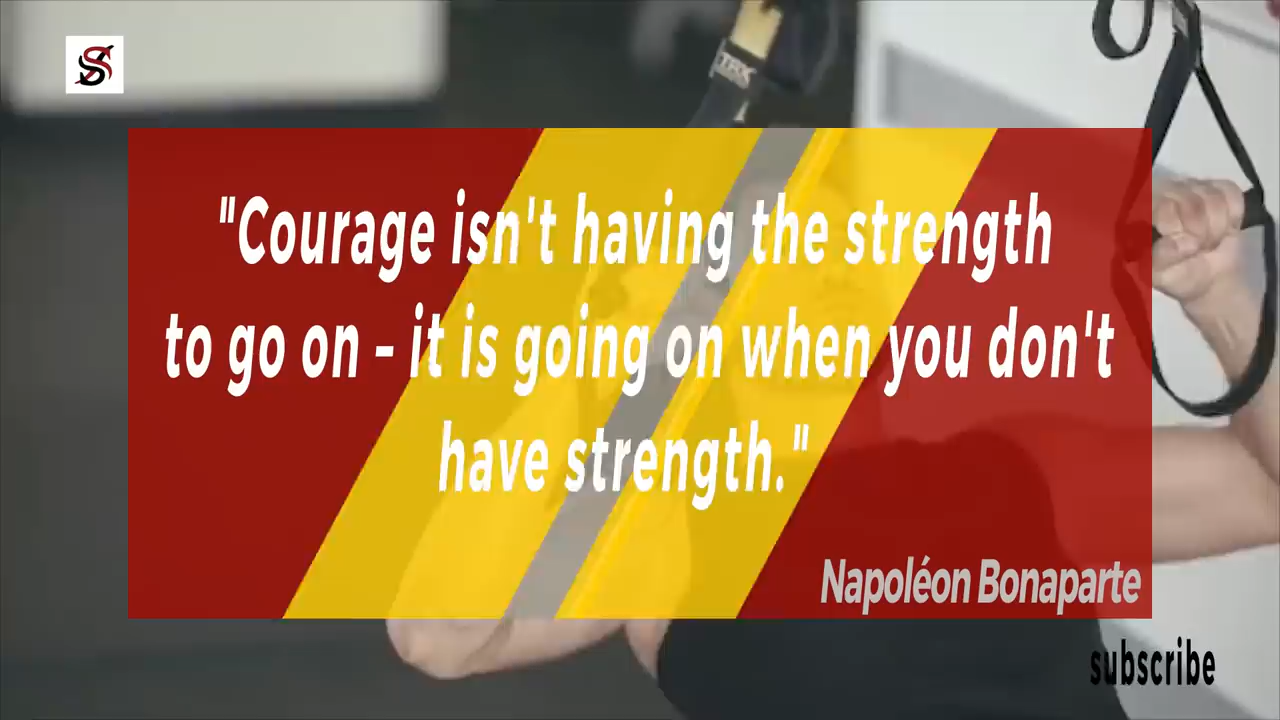 TRX
"Courage isn't having the strength
to go on – it is going on when you don't
have strength."
Napoléon Bonaparte
subscribe